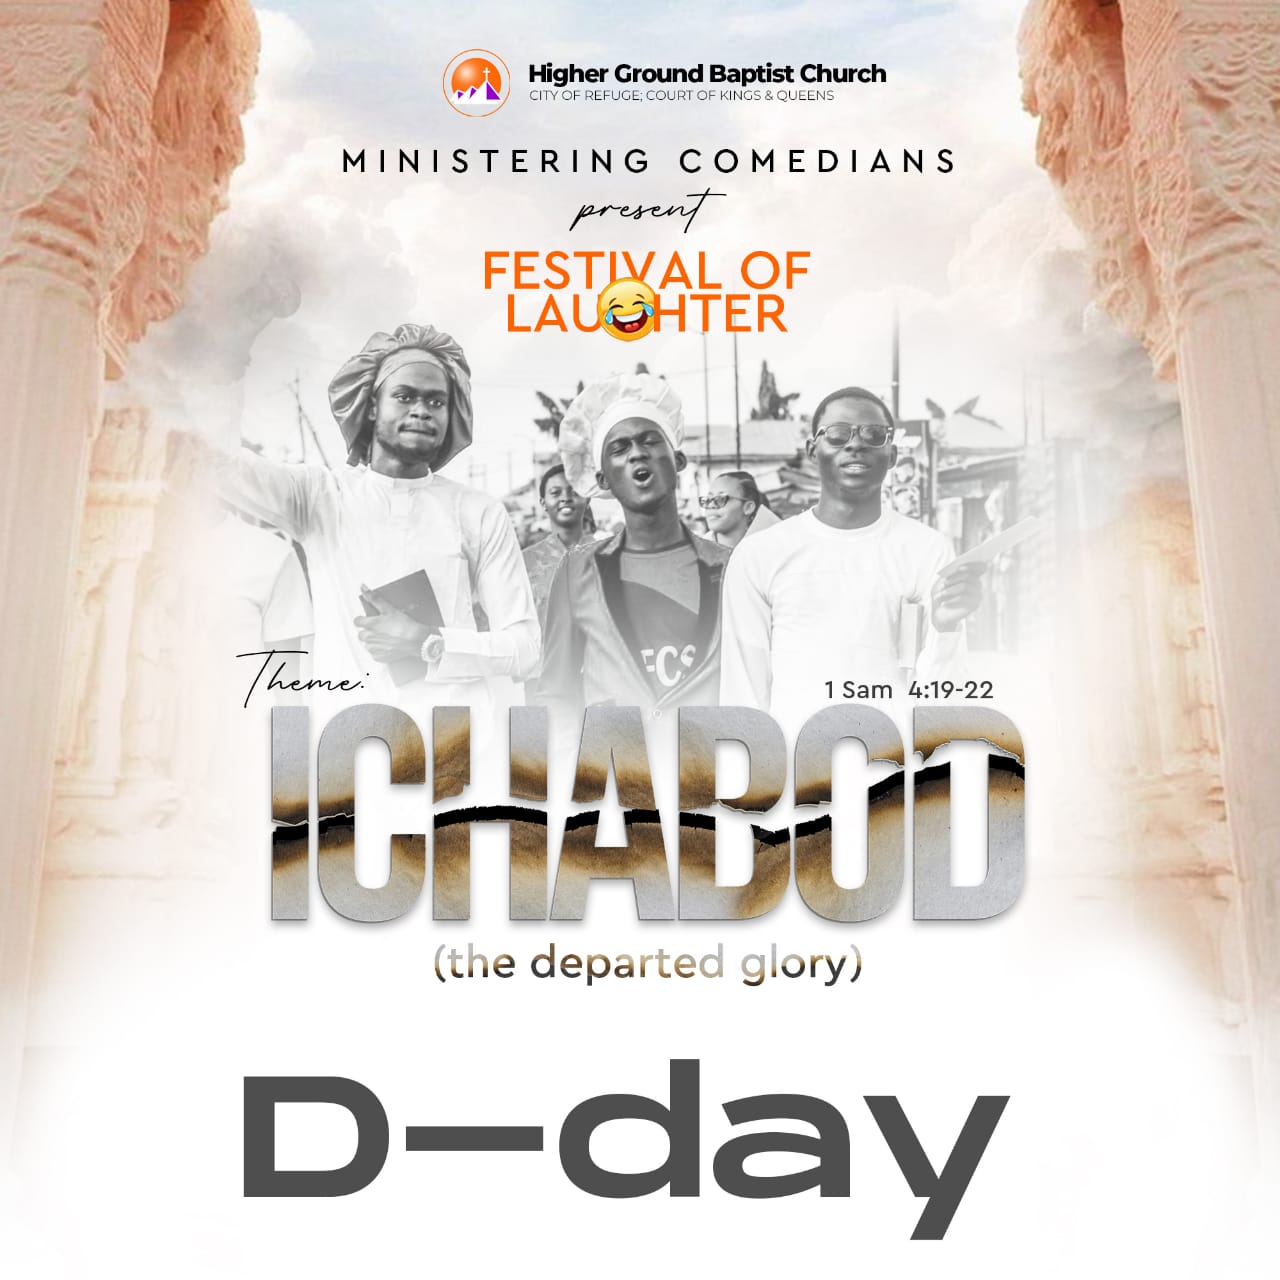 Higher Ground Baptist Church
CITY OF REFUGE; COURT OF KINGS & QUEENS
MINISTERING COMEDIANS
present
FESTIVAL OF
LAU😂HTER
FCS
Theme:
1 Sam 4:19-22
ICHABOD
(the departed glory)
D-day